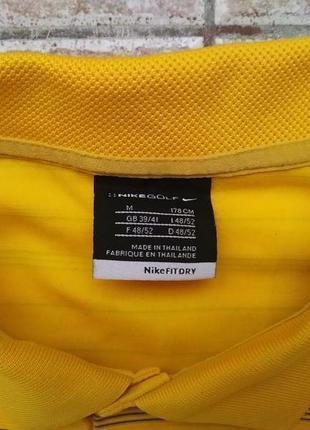 NIKEGOLF
M 178 CM
GB 39/41 I 48/52
F 48/52 D 48/52
MADE IN THAILAND
FABRIQUE EN THAILANDE
NikeFITDRY